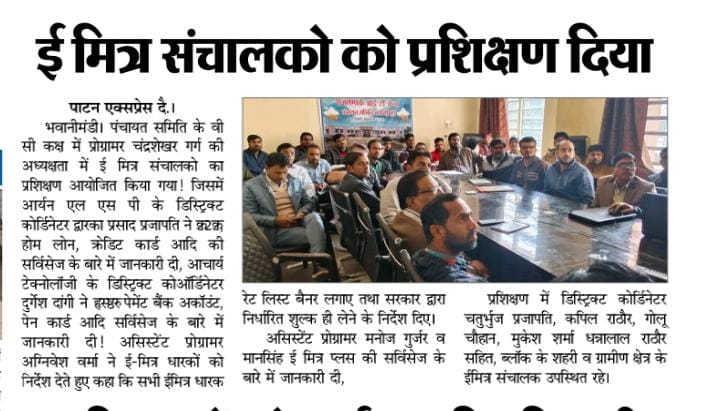 ई मित्र संचालको को प्रशिक्षण दिया
पाटन एक्सप्रेस दै.।
भवानीमंडी। पंचायत समिति के वी
सी कक्ष में प्रोग्रामर चंद्रशेखर गर्ग की
अध्यक्षता में ई मित्र संचालको का
प्रशिक्षण आयोजित किया गया! जिसमें
आर्यन एल एस पी के डिस्ट्रिक्ट
कोर्डिनेटर द्वारका प्रसाद प्रजापति ने
होम लोन, क्रेडिट कार्ड आदि की
सर्विसेज के बारे में जानकारी दी, आचार्य
टेक्नोलॉजी के डिस्ट्रिक्ट कोऑर्डिनेटर
दुर्गेश दांगी ने पेमेंट बैंक अकॉउंट,
पेन कार्ड आदि सर्विसेज के बारे में
जानकारी दी! असिस्टेंट प्रोग्रामर
अग्निवेश वर्मा ने ई-मित्र धारकों को
निर्देश देते हुए कहा कि सभी ईमित्र धारक
रेट लिस्ट बैनर लगाए तथा सरकार द्वारा
निर्धारित शुल्क ही लेने के निर्देश दिए।
असिस्टेंट प्रोग्रामर मनोज गुर्जर व
मानसिंह ई मित्र प्लस की सर्विसेज के
बारे में जानकारी दी,
प्रशिक्षण में डिस्ट्रिक्ट कोर्डिनेटर
चतुर्भुज प्रजापति, कपिल राठौर, गोलू
चौहान, मुकेश शर्मा धन्नालाल राठौर
सहित, ब्लॉक के शहरी व ग्रामीण क्षेत्र के
ईमित्र संचालक उपस्थित रहे।